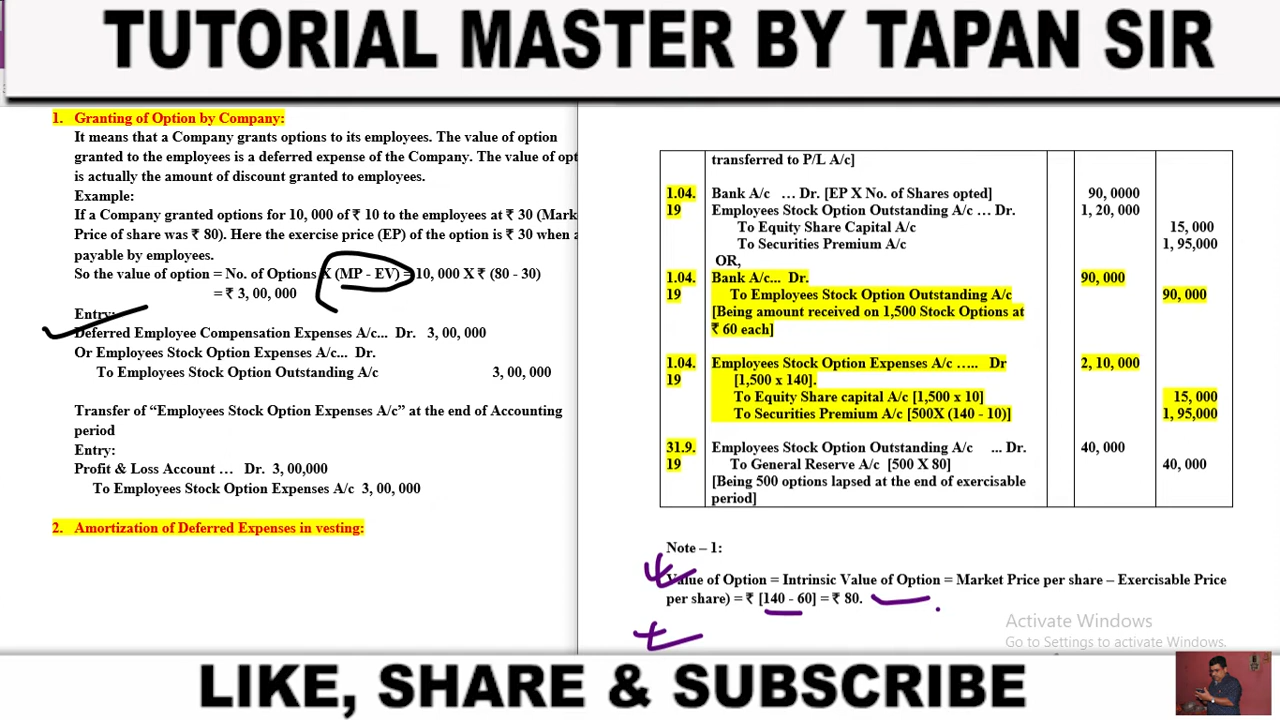 TUTORIAL MASTER BY TAPAN SIR
1. Granting of Option by Company:
It means that a Company grants options to its employees. The value of option
granted to the employees is a deferred expense of the Company. The value of opt
is actually the amount of discount granted to employees.
Example:
If a Company granted options for 10, 000 of ₹ 10 to the employees at ₹ 30 (Mark
Price of share was ₹ 80). Here the exercise price (EP) of the option is ₹ 30 when a
payable by employees.
So the value of option = No. of Options X (MP - EV) = 10, 000 X ₹ (80 - 30)
= ₹ 3, 00, 000
Entry:
Deferred Employee Compensation Expenses A/c... Dr. 3, 00, 000
Or Employees Stock Option Expenses A/c... Dr.
To Employees Stock Option Outstanding A/c 3, 00, 000
Transfer of “Employees Stock Option Expenses A/c” at the end of Accounting
period
Entry:
Profit & Loss Account … Dr. 3, 00,000
To Employees Stock Option Expenses A/c 3, 00, 000
2. Amortization of Deferred Expenses in vesting:
transferred to P/L A/c]
1.04. Bank A/c … Dr. [EP X No. of Shares opted] 90, 0000
19 Employees Stock Option Outstanding A/c … Dr. 1, 20, 000
To Equity Share Capital A/c 15, 000
To Securities Premium A/c 1, 95,000
OR,
1.04. Bank A/c... Dr. 90, 000
19 To Employees Stock Option Outstanding A/c 90, 000
[Being amount received on 1,500 Stock Options at
₹ 60 each]
1.04. Employees Stock Option Expenses A/c ….. Dr 2, 10, 000
19 [1,500 x 140].
To Equity Share capital A/c [1,500 x 10] 15, 000
To Securities Premium A/c [500X (140 - 10)] 1, 95,000
31.9. Employees Stock Option Outstanding A/c ... Dr. 40, 000
19 To General Reserve A/c [500 X 80] 40, 000
[Being 500 options lapsed at the end of exercisable
period]
Note – 1:
Value of Option = Intrinsic Value of Option = Market Price per share – Exercisable Price
per share) = ₹ [140 - 60] = ₹ 80.
Activate Windows
Go to Settings to activate Windows.
LIKE, SHARE & SUBSCRIBE